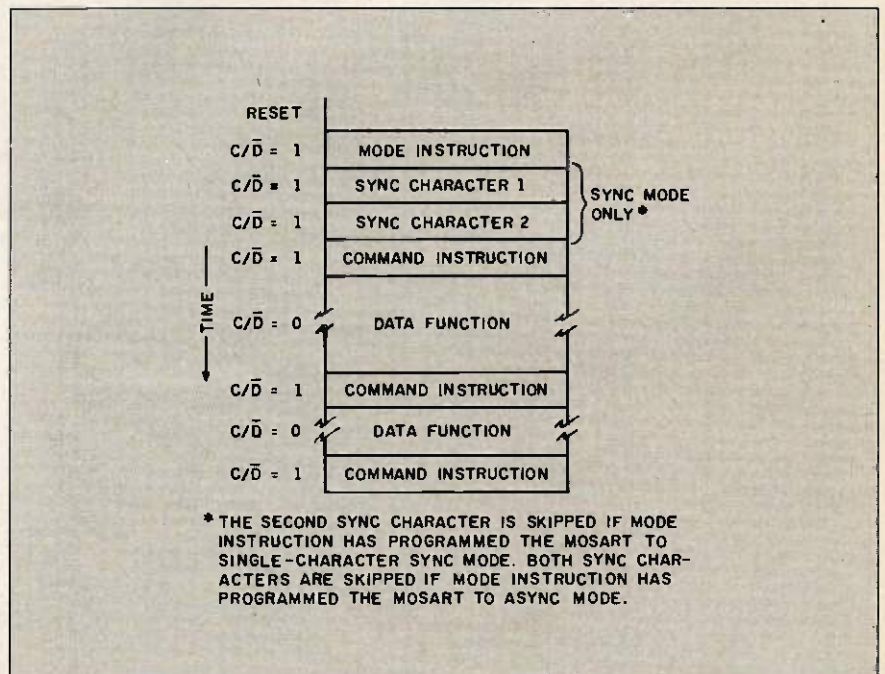 RESET
C/D̅ = 1 MODE INSTRUCTION
C/D̅ = 1 SYNC CHARACTER 1
C/D̅ = 1 SYNC CHARACTER 2
SYNC MODE
ONLY *
C/D̅ = 1 COMMAND INSTRUCTION
TIME
C/D̅ = 0 DATA FUNCTION
C/D̅ = 1 COMMAND INSTRUCTION
C/D̅ = 0 DATA FUNCTION
C/D̅ = 1 COMMAND INSTRUCTION
* THE SECOND SYNC CHARACTER IS SKIPPED IF MODE
INSTRUCTION HAS PROGRAMMED THE MOSART TO
SINGLE-CHARACTER SYNC MODE. BOTH SYNC CHAR-
ACTERS ARE SKIPPED IF MODE INSTRUCTION HAS
PROGRAMMED THE MOSART TO ASYNC MODE.